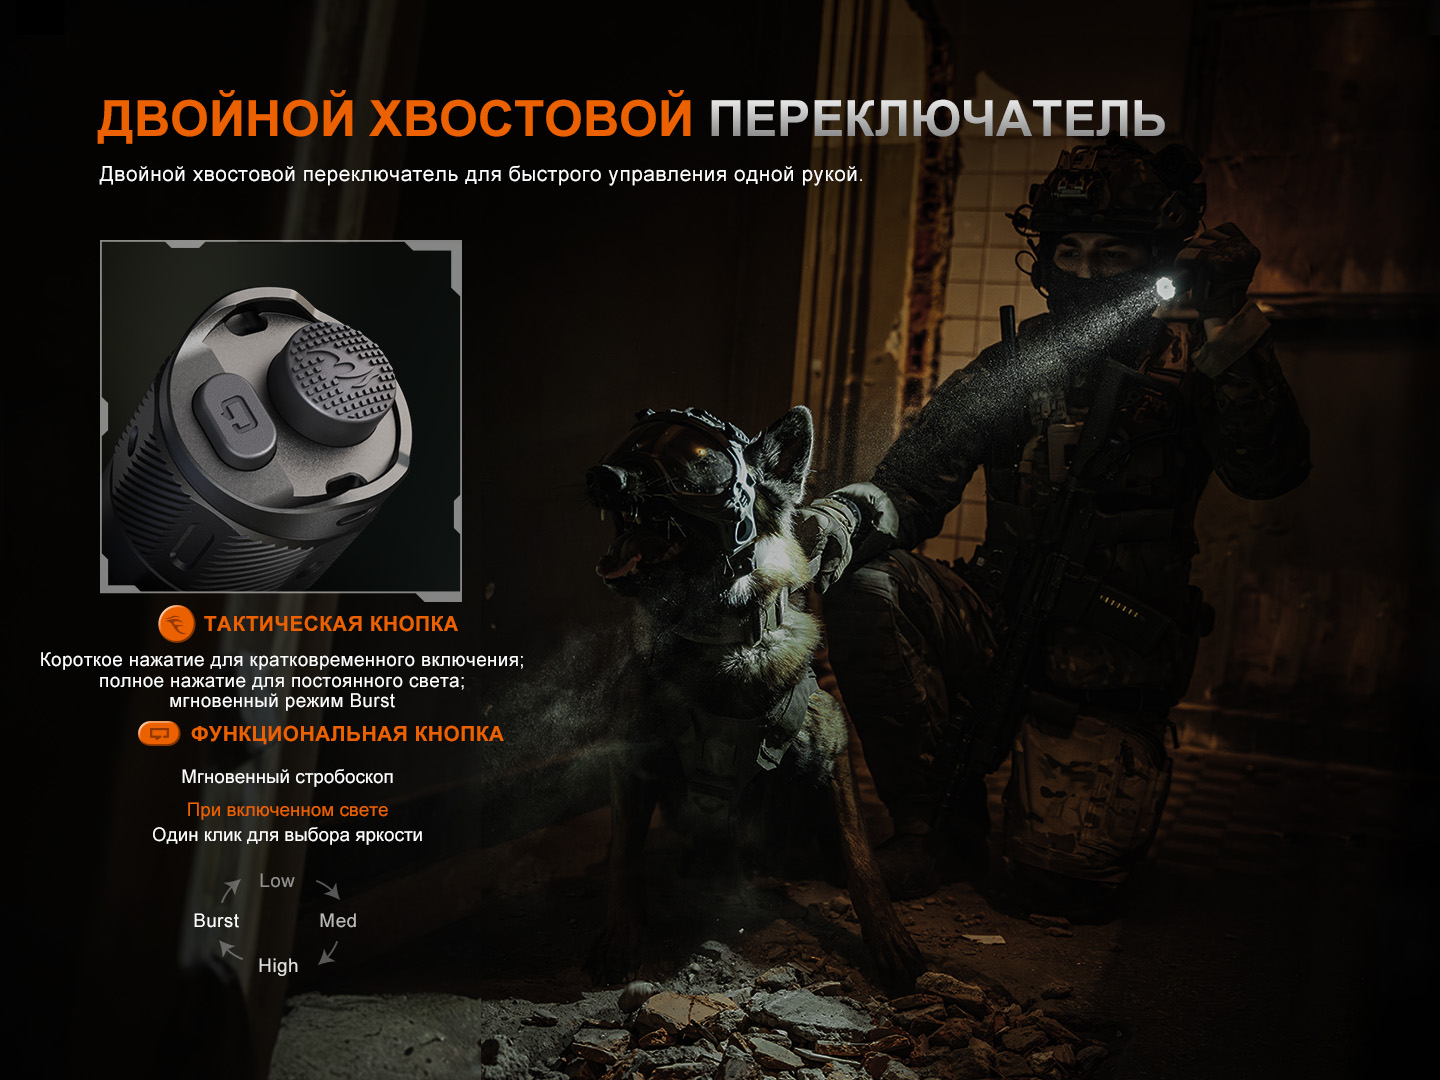 ДВОЙНОЙ ХВОСТОВОЙ ПЕРЕКЛЮЧАТЕЛЬ
Двойной хвостовой переключатель для быстрого управления одной рукой.
ТАКТИЧЕСКАЯ КНОПКА
Короткое нажатие для кратковременного включения;
полное нажатие для постоянного света;
мгновенный режим Burst
ФУНКЦИОНАЛЬНАЯ КНОПКА
Мгновенный стробоскоп
При включенном свете
Один клик для выбора яркости
Low
Burst Med
High